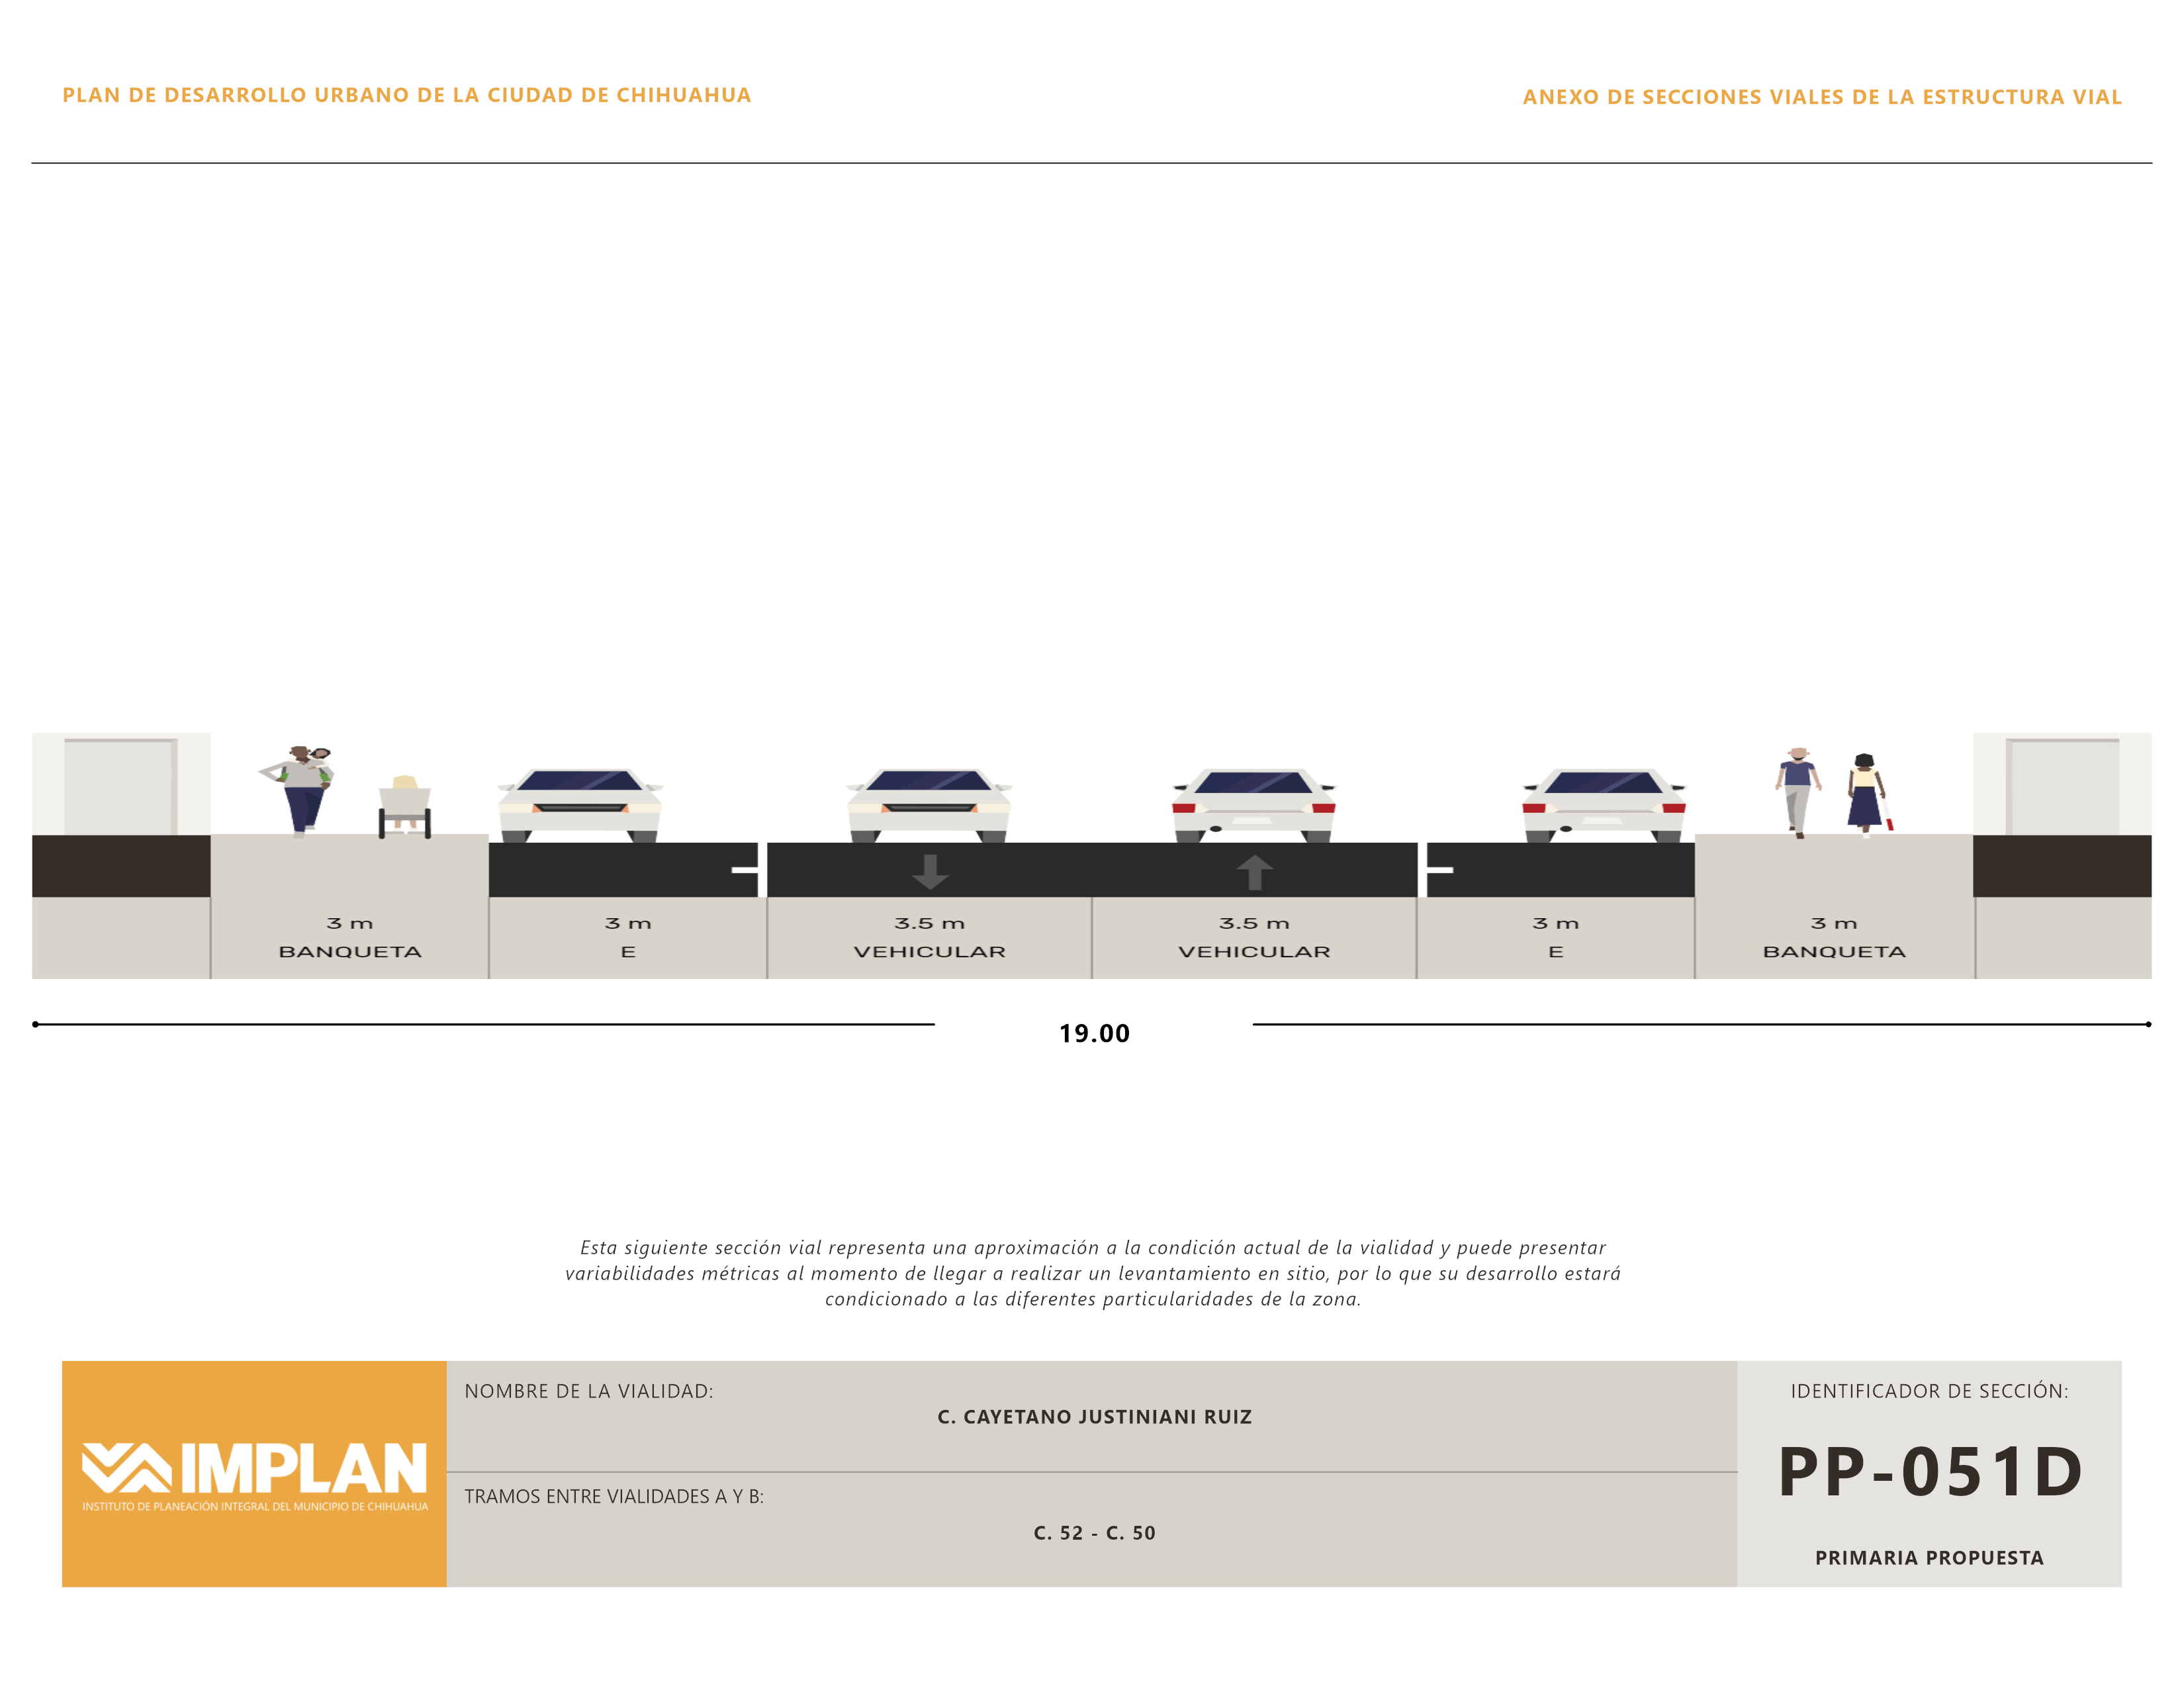 PLAN DE DESARROLLO URBANO DE LA CIUDAD DE CHIHUAHUA
ANEXO DE SECCIONES VIALES DE LA ESTRUCTURA VIAL
3 m
BANQUETA
3 m
E
3.5 m
VEHICULAR
3.5 m
VEHICULAR
3 m
E
3 m
BANQUETA
19.00
Esta siguiente sección vial representa una aproximación a la condición actual de la vialidad y puede presentar
variabilidades métricas al momento de llegar a realizar un levantamiento en sitio, por lo que su desarrollo estará
condicionado a las diferentes particularidades de la zona.
IMPLAN
INSTITUTO DE PLANEACIÓN INTEGRAL DEL MUNICIPIO DE CHIHUAHUA
NOMBRE DE LA VIALIDAD:
C. CAYETANO JUSTINIANI RUIZ
TRAMOS ENTRE VIALIDADES A Y B:
C. 52 - C. 50
IDENTIFICADOR DE SECCIÓN:
PP-051D
PRIMARIA PROPUESTA